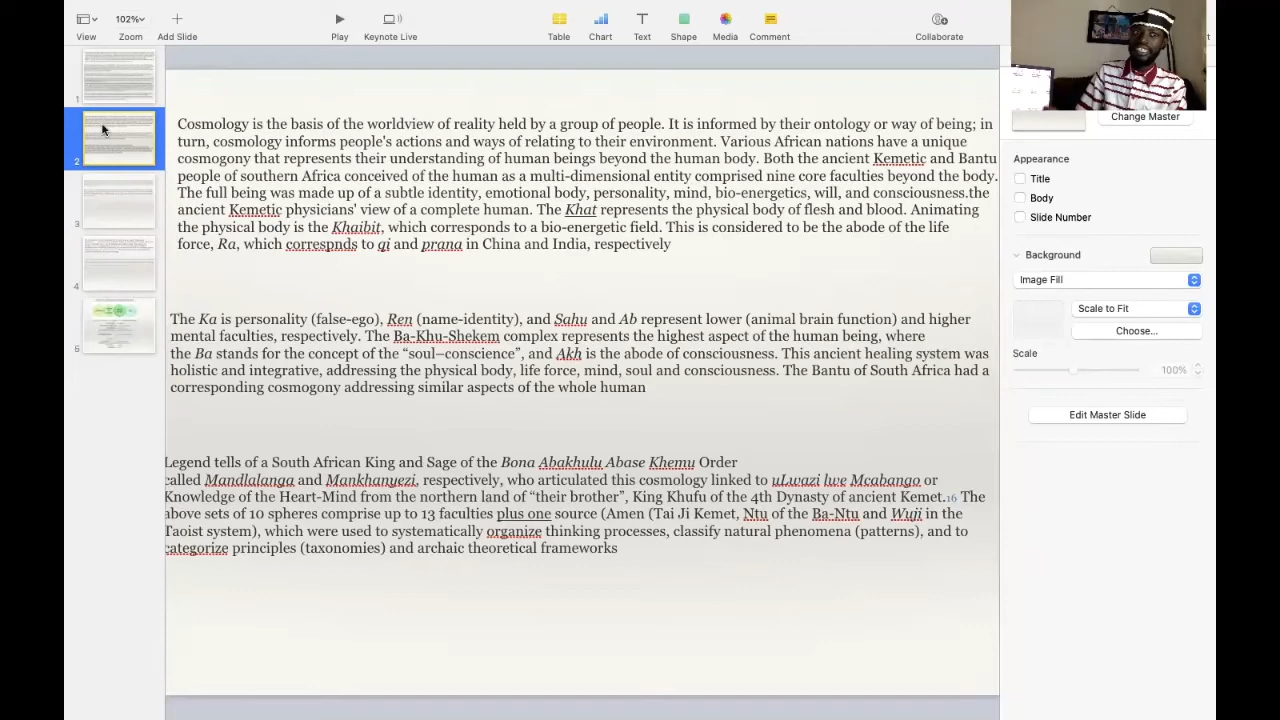 102%
View
Zoom
Add Slide
Play
Keynote Live
Table
Chart
Text
Shape
Media
Comment
Collaborate
1
2
3
4
Cosmology is the basis of the worldview of reality held by a group of people. It is informed by the ontology or way of being; in
turn, cosmology informs people's actions and ways of relating to their environment. Various African nations have a unique
cosmogony that represents their understanding of human beings beyond the human body. Both the ancient Kemetic and Bantu
people of southern Africa conceived of the human as a multi-dimensional entity comprised nine core faculties beyond the body.
The full being was made up of a subtle identity, emotional body, personality, mind, bio-energetics, will, and consciousness.the
ancient Kemetic physicians' view of a complete human. The Khat represents the physical body of flesh and blood. Animating
the physical body is the Khaibit, which corresponds to a bio-energetic field. This is considered to be the abode of the life
force, Ra, which correspnds to qi and prana in China and India, respectively
The Ka is personality (false-ego), Ren (name-identity), and Sahu and Ab represent lower (animal brain function) and higher
mental faculties, respectively. The Ba-Khu-Shekem complex represents the highest aspect of the human being, where
the Ba stands for the concept of the “soul–conscience”, and Akh is the abode of consciousness. This ancient healing system was
holistic and integrative, addressing the physical body, life force, mind, soul and consciousness. The Bantu of South Africa had a
corresponding cosmogony addressing similar aspects of the whole human
Legend tells of a South African King and Sage of the Bona Abakhulu Abase Khemu Order
called Mandlalanga and Mankhanyezi, respectively, who articulated this cosmology linked to uLwazi lwe Mcabango or
Knowledge of the Heart-Mind from the northern land of “their brother”, King Khufu of the 4th Dynasty of ancient Kemet.16 The
above sets of 10 spheres comprise up to 13 faculties plus one source (Amen (Tai Ji Kemet, Ntu of the Ba-Ntu and Wuji in the
Taoist system), which were used to systematically organize thinking processes, classify natural phenomena (patterns), and to
categorize principles (taxonomies) and archaic theoretical frameworks
Change Master
Appearance
Title
Body
Slide Number
Background
Image Fill
Scale to Fit
Choose...
Scale
100%
Edit Master Slide